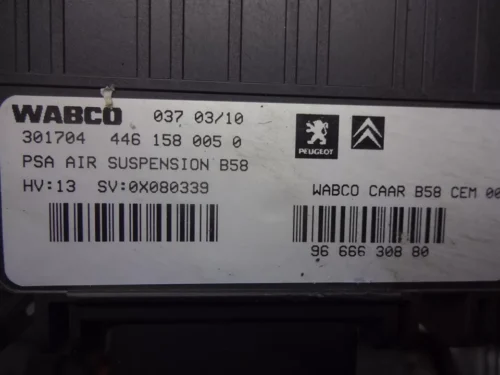 WABCO 037 03/10
301704 446 158 005 0
PSA AIR SUSPENSION B58
HV:13 SV:0X080339
PEUGEOT
WABCO CAAR B58 CEM 00
96 666 308 80